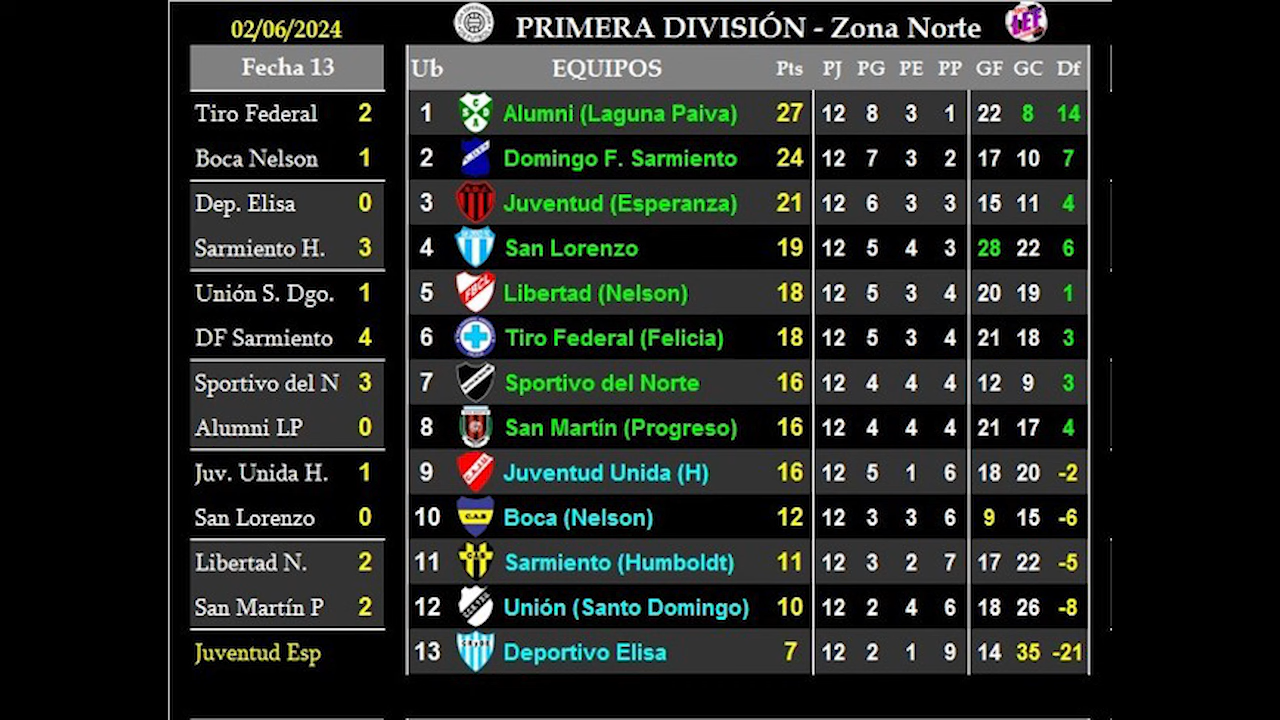 02/06/2024
PRIMERA DIVISIÓN - Zona Norte
Fecha 13
Tiro Federal 2
Boca Nelson 1
Dep. Elisa 0
Sarmiento H. 3
Unión S. Dgo. 1
DF Sarmiento 4
Sportivo del N 3
Alumni LP 0
Juv. Unida H. 1
San Lorenzo 0
Libertad N. 2
San Martín P 2
Juventud Esp
Ub EQUIPOS Pts PJ PG PE PP GF GC Df
1 Alumni (Laguna Paiva) 27 12 8 3 1 22 8 14
2 Domingo F. Sarmiento 24 12 7 3 2 17 10 7
3 Juventud (Esperanza) 21 12 6 3 3 15 11 4
4 San Lorenzo 19 12 5 4 3 28 22 6
5 Libertad (Nelson) 18 12 5 3 4 20 19 1
6 Tiro Federal (Felicia) 18 12 5 3 4 21 18 3
7 Sportivo del Norte 16 12 4 4 4 12 9 3
8 San Martín (Progreso) 16 12 4 4 4 21 17 4
9 Juventud Unida (H) 16 12 5 1 6 18 20 -2
10 Boca (Nelson) 12 12 3 3 6 9 15 -6
11 Sarmiento (Humboldt) 11 12 3 2 7 17 22 -5
12 Unión (Santo Domingo) 10 12 2 4 6 18 26 -8
13 Deportivo Elisa 7 12 2 1 9 14 35 -21